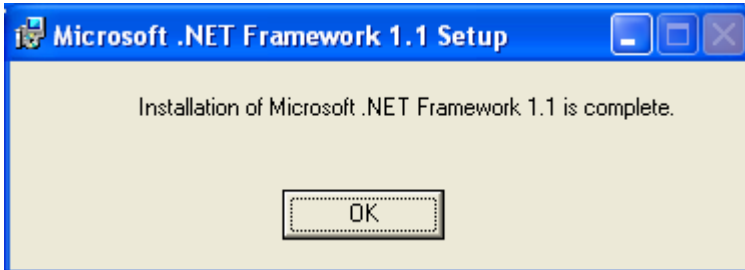 Microsoft .NET Framework 1.1 Setup
Installation of Microsoft .NET Framework 1.1 is complete.
OK